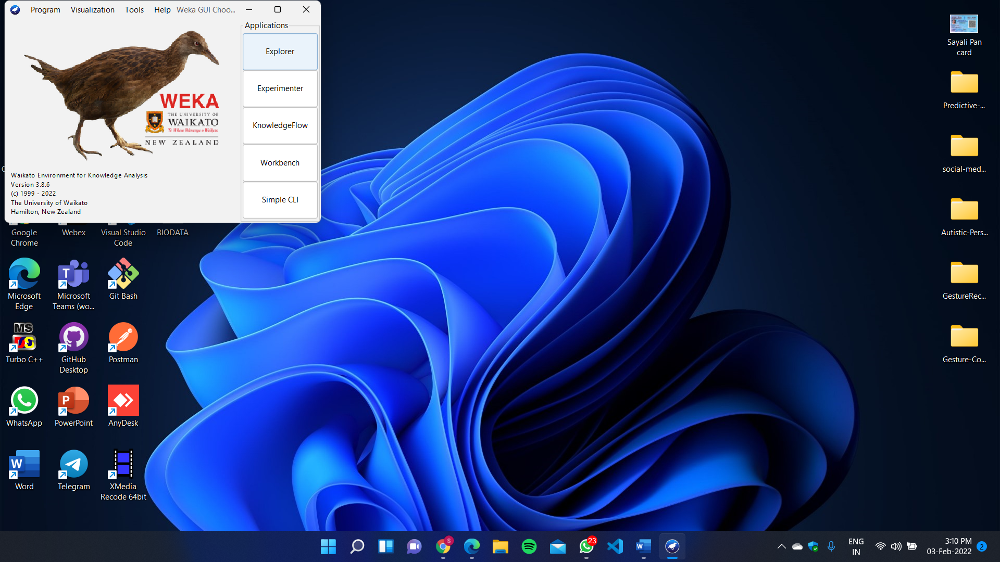 Program Visualization Tools Help Weka GUI Choo...
Applications
Explorer
Experimenter
KnowledgeFlow
Workbench
Simple CLI
WEKA
THE UNIVERSITY OF
WAIKATO
Te Whare Wānanga o Waikato
NEW ZEALAND
Waikato Environment for Knowledge Analysis
Version 3.8.6
(c) 1999 - 2022
The University of Waikato
Hamilton, New Zealand
Google
Chrome
Webex
Visual Studio
Code
BIODATA
Microsoft
Edge
Microsoft
Teams (wo...
Git Bash
Turbo C++
GitHub
Desktop
Postman
WhatsApp
PowerPoint
AnyDesk
Word
Telegram
XMedia
Recode 64bit
Sayali Pan
card
Predictive-...
social-med...
Autistic-Pers...
GestureRec...
Gesture-Co...
S
23
ENG
IN
3:10 PM
03-Feb-2022
2